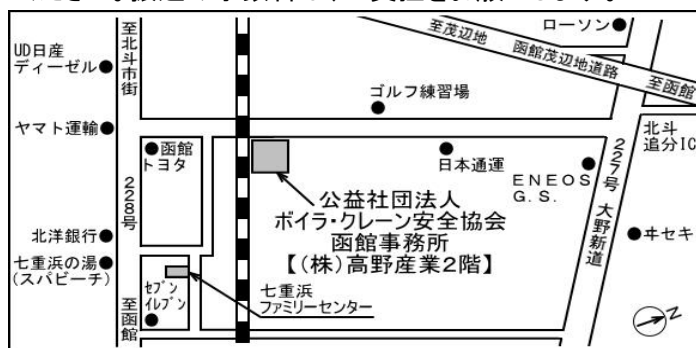 至北斗市街
UD日産
ディーゼル
ヤマト運輸
函館
トヨタ
228号
北洋銀行
七重浜の湯
(スパビーチ)
セブン
イレブン
至函館
七重浜
ファミリーセンター
公益社団法人
ボイラ・クレーン安全協会
函館事務所
【(株)高野産業2階】
ゴルフ練習場
日本通運
ENEOS
G.S.
ローソン
至茂辺地
函館茂辺地道路
至函館
北斗
追分IC
227号
大野新道
ヰセキ
N